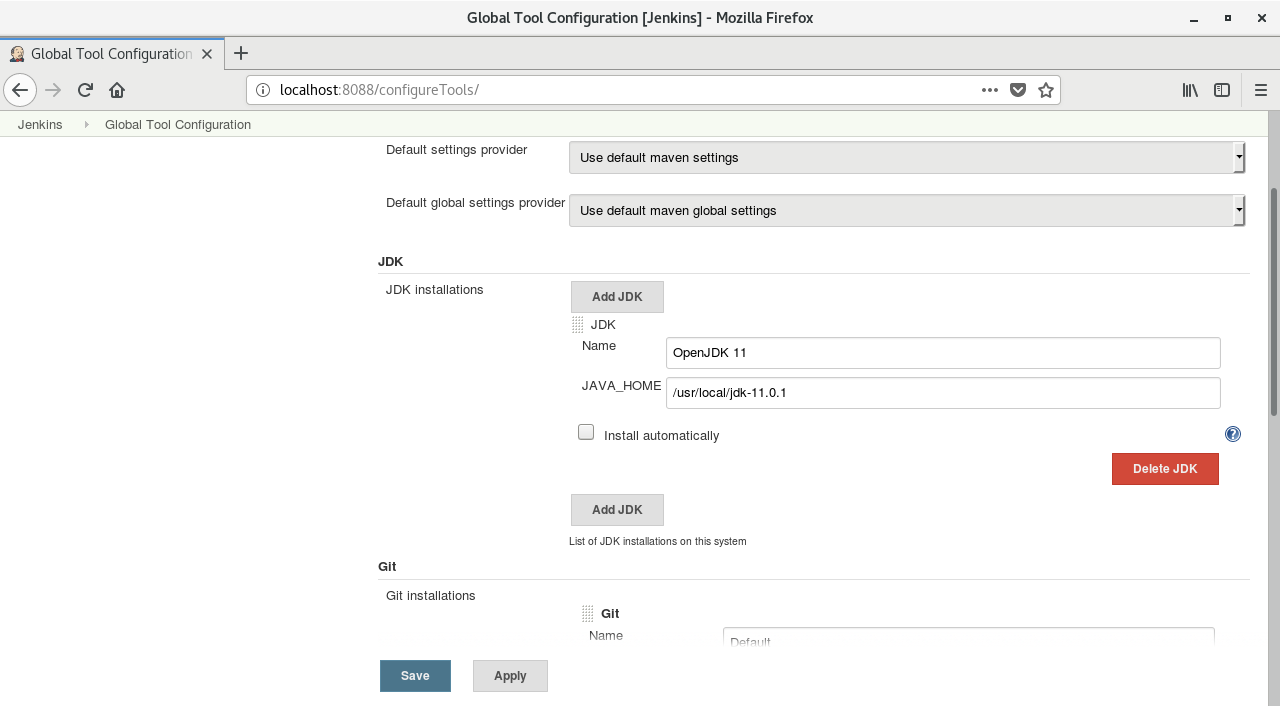 Global Tool Configuration [Jenkins] - Mozilla Firefox
Global Tool Configuration
localhost:8088/configureTools/
Jenkins Global Tool Configuration
Default settings provider
Use default maven settings
Default global settings provider
Use default maven global settings
JDK
JDK installations
Add JDK
JDK
Name
OpenJDK 11
JAVA_HOME
/usr/local/jdk-11.0.1
Install automatically
?
Delete JDK
Add JDK
List of JDK installations on this system
Git
Git installations
Git
Name
Default
Save
Apply